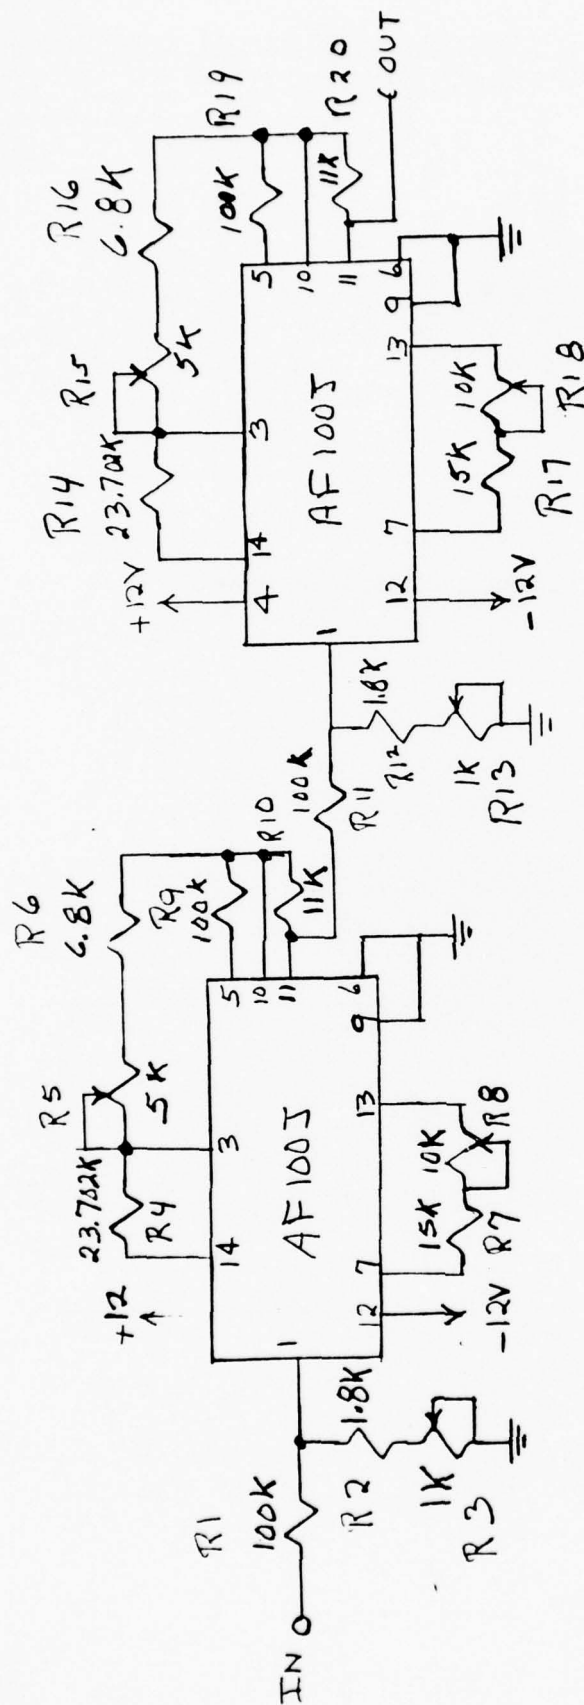 IN
R1
100K
R2
1.8K
1K
R3
+12
R4
23.702K
R5
5K
R6
6.8K
14
3
4
1
AF100J
5
10
11
6
9
13
7
12
R9
100K
R10
11K
15K
10K
R7
R8
-12V
100K
R11
1.8K
R12
1K
R13
+12V
R14
23.702K
R15
5K
R16
6.8K
4
14
3
1
AF100J
5
10
11
6
9
13
7
12
100K
R19
11K
R20
OUT
15K
10K
R17
R18
-12V